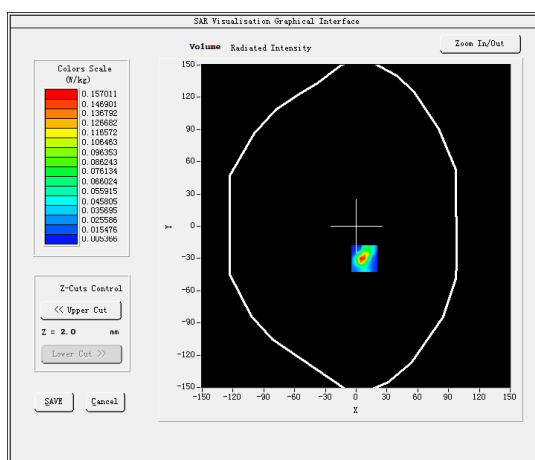 SAR Visualisation Graphical Interface
Volume Radiated Intensity
Zoom In/Out
Colors Scale
(W/kg)
0.157011
0.146901
0.136792
0.126682
0.116572
0.106463
0.096353
0.086243
0.076134
0.066024
0.055915
0.045805
0.035695
0.025586
0.015476
0.005366
Z-Cuts Control
<< Upper Cut
Z = 2.0 mm
Lower Cut >>
SAVE
Cancel
150
120
90
60
30
0
-30
-60
-90
-120
-150
Y
-150 -120 -90 -60 -30 0 30 60 90 120 150
X